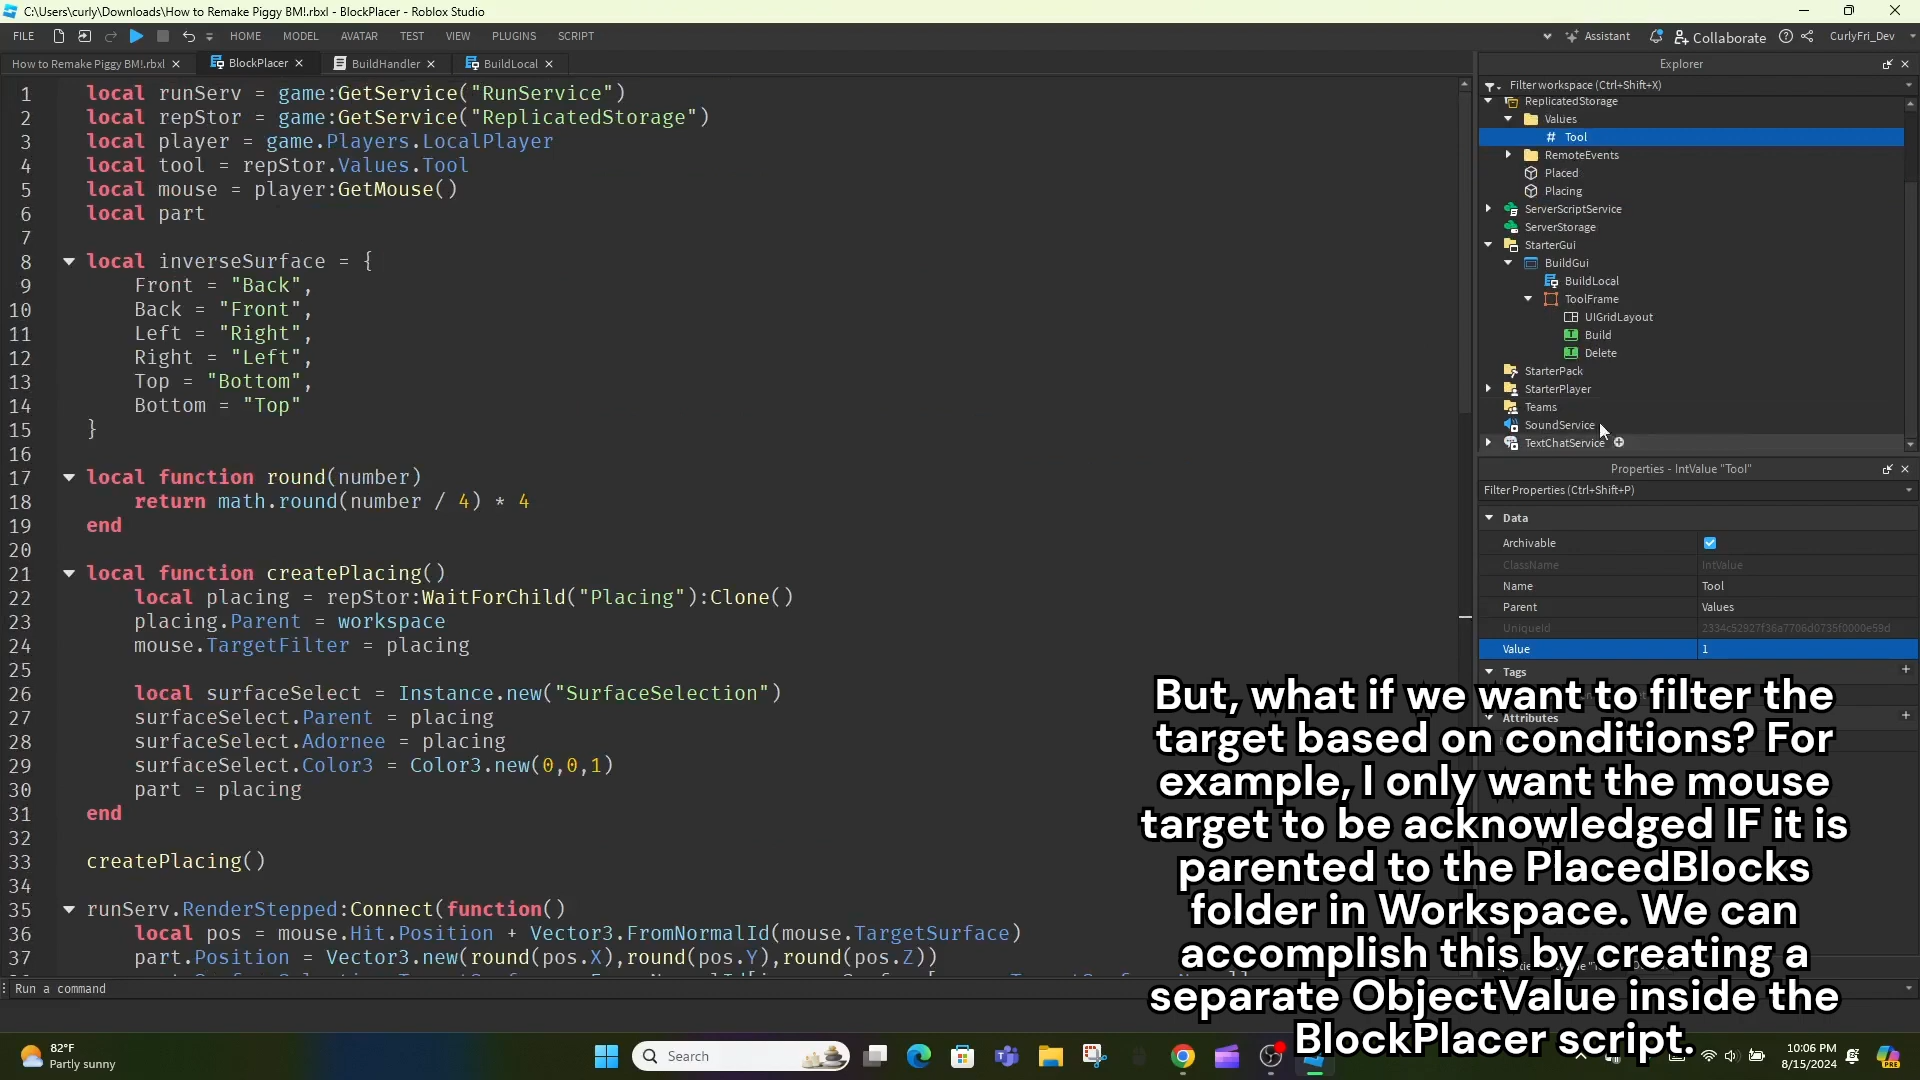 C:\Users\curly\Downloads\How to Remake Piggy BM!.rbxl - BlockPlacer - Roblox Studio
FILE HOME MODEL AVATAR TEST VIEW PLUGINS SCRIPT Assistant Collaborate CurlyFri_Dev
How to Remake Piggy BM!.rbxl BlockPlacer BuildHandler BuildLocal
1 local runServ = game:GetService("RunService")
2 local repStor = game:GetService("ReplicatedStorage")
3 local player = game.Players.LocalPlayer
4 local tool = repStor.Values.Tool
5 local mouse = player:GetMouse()
6 local part
7
8 local inverseSurface = {
9 Front = "Back",
10 Back = "Front",
11 Left = "Right",
12 Right = "Left",
13 Top = "Bottom",
14 Bottom = "Top"
15 }
16
17 local function round(number)
18 return math.round(number / 4) * 4
19 end
20
21 local function createPlacing()
22 local placing = repStor:WaitForChild("Placing"):Clone()
23 placing.Parent = workspace
24 mouse.TargetFilter = placing
25
26 local surfaceSelect = Instance.new("SurfaceSelection")
27 surfaceSelect.Parent = placing
28 surfaceSelect.Adornee = placing
29 surfaceSelect.Color3 = Color3.new(0,0,1)
30 part = placing
31 end
32
33 createPlacing()
34
35 runServ.RenderStepped:Connect(function()
36 local pos = mouse.Hit.Position + Vector3.FromNormalId(mouse.TargetSurface)
37 part.Position = Vector3.new(round(pos.X),round(pos.Y),round(pos.Z))
Run a command
Explorer
Filter workspace (Ctrl+Shift+X)
ReplicatedStorage
Values
# Tool
RemoteEvents
Placed
Placing
ServerScriptService
ServerStorage
StarterGui
BuildGui
BuildLocal
ToolFrame
UIGridLayout
Build
Delete
StarterPack
StarterPlayer
Teams
SoundService
TextChatService
Properties - IntValue "Tool"
Filter Properties (Ctrl+Shift+P)
Data
Archivable
ClassName IntValue
Name Tool
Parent Values
UniqueId 2334c52927f36a7706d0735f0000e59d
Value 1
Tags
Attributes
But, what if we want to filter the
target based on conditions? For
example, I only want the mouse
target to be acknowledged IF it is
parented to the PlacedBlocks
folder in Workspace. We can
accomplish this by creating a
separate ObjectValue inside the
BlockPlacer script.
82°F
Partly sunny
Search
10:06 PM
8/15/2024